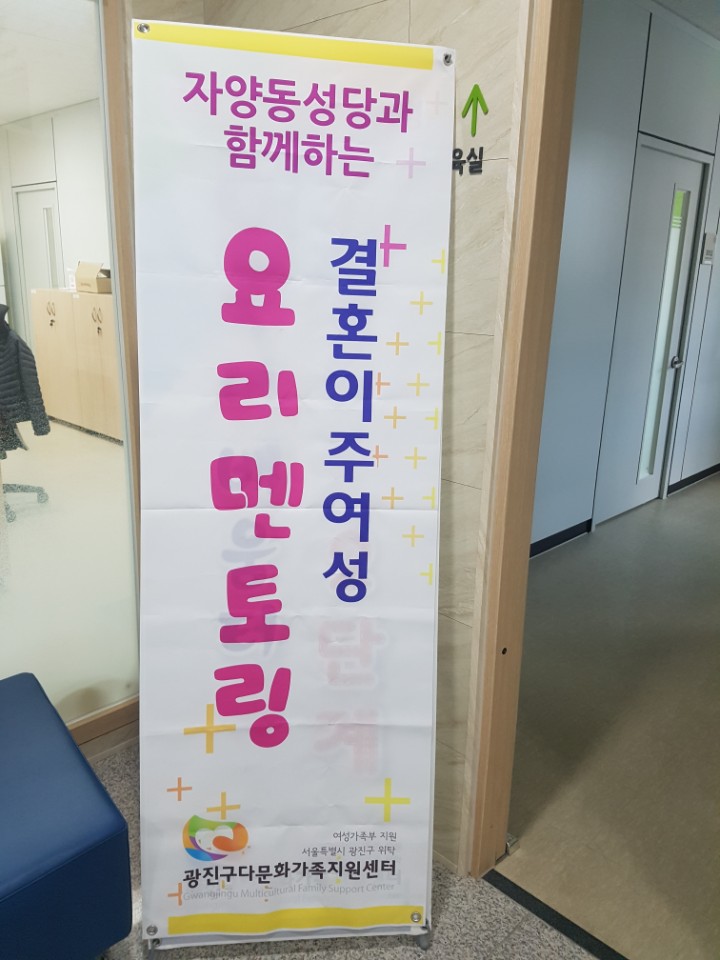 자양동성당과
함께하는
결혼이주여성
요리멘토링
여성가족부 지원
서울특별시 광진구 위탁
광진구다문화가족지원센터
Gwangjingu Multicultural Family Support Center
육실